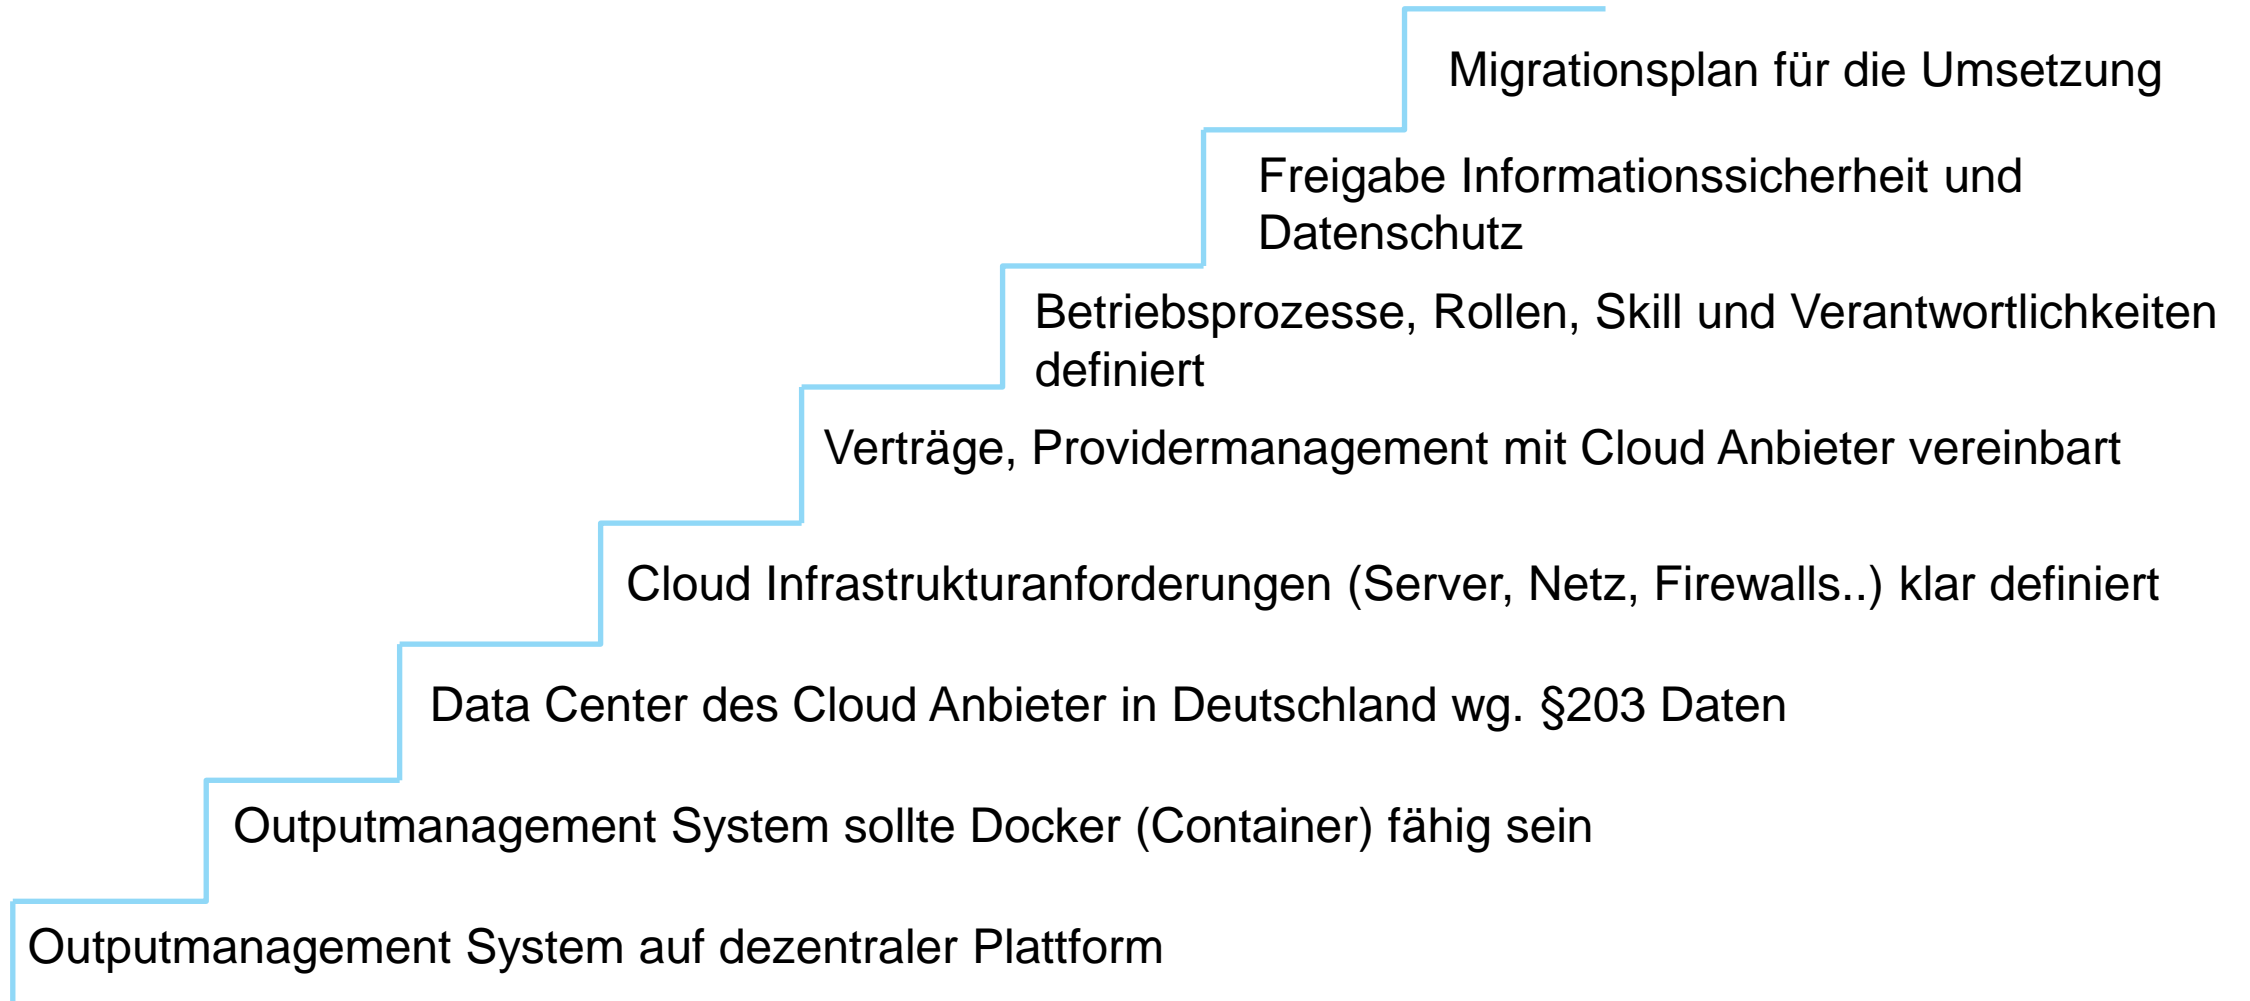 Migrationsplan für die Umsetzung
Freigabe Informationssicherheit und
Datenschutz
Betriebsprozesse, Rollen, Skill und Verantwortlichkeiten
definiert
Verträge, Providermanagement mit Cloud Anbieter vereinbart
Cloud Infrastrukturanforderungen (Server, Netz, Firewalls..) klar definiert
Data Center des Cloud Anbieter in Deutschland wg. §203 Daten
Outputmanagement System sollte Docker (Container) fähig sein
Outputmanagement System auf dezentraler Plattform